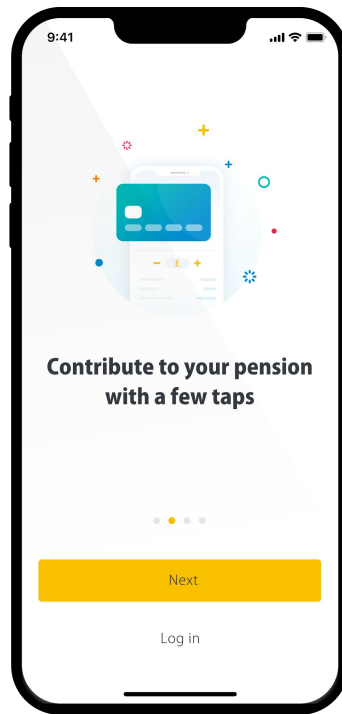 9:41
- £ +
Contribute to your pension
with a few taps
Next
Log in